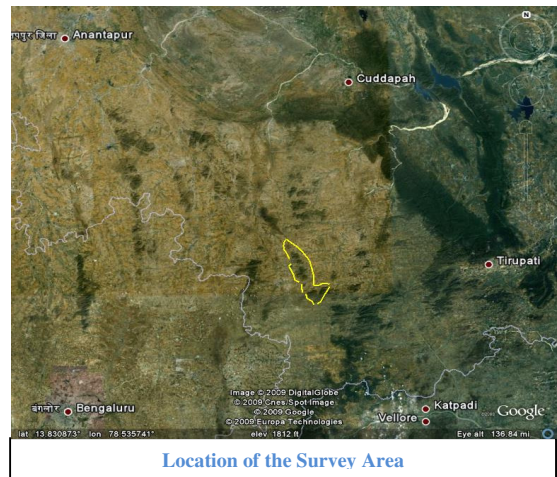 N
नपुर जिला Anantapur
Cuddapah
Tirupati
Image © 2009 DigitalGlobe
© 2009 Cnes/Spot Image
© 2009 Google
© 2009 Europa Technologies
बंगलौर Bengaluru
Katpadi
Vellore
Google
lat 13.830873° lon 78.535741° elev 1812 ft Eye alt 136.84 mi
Location of the Survey Area